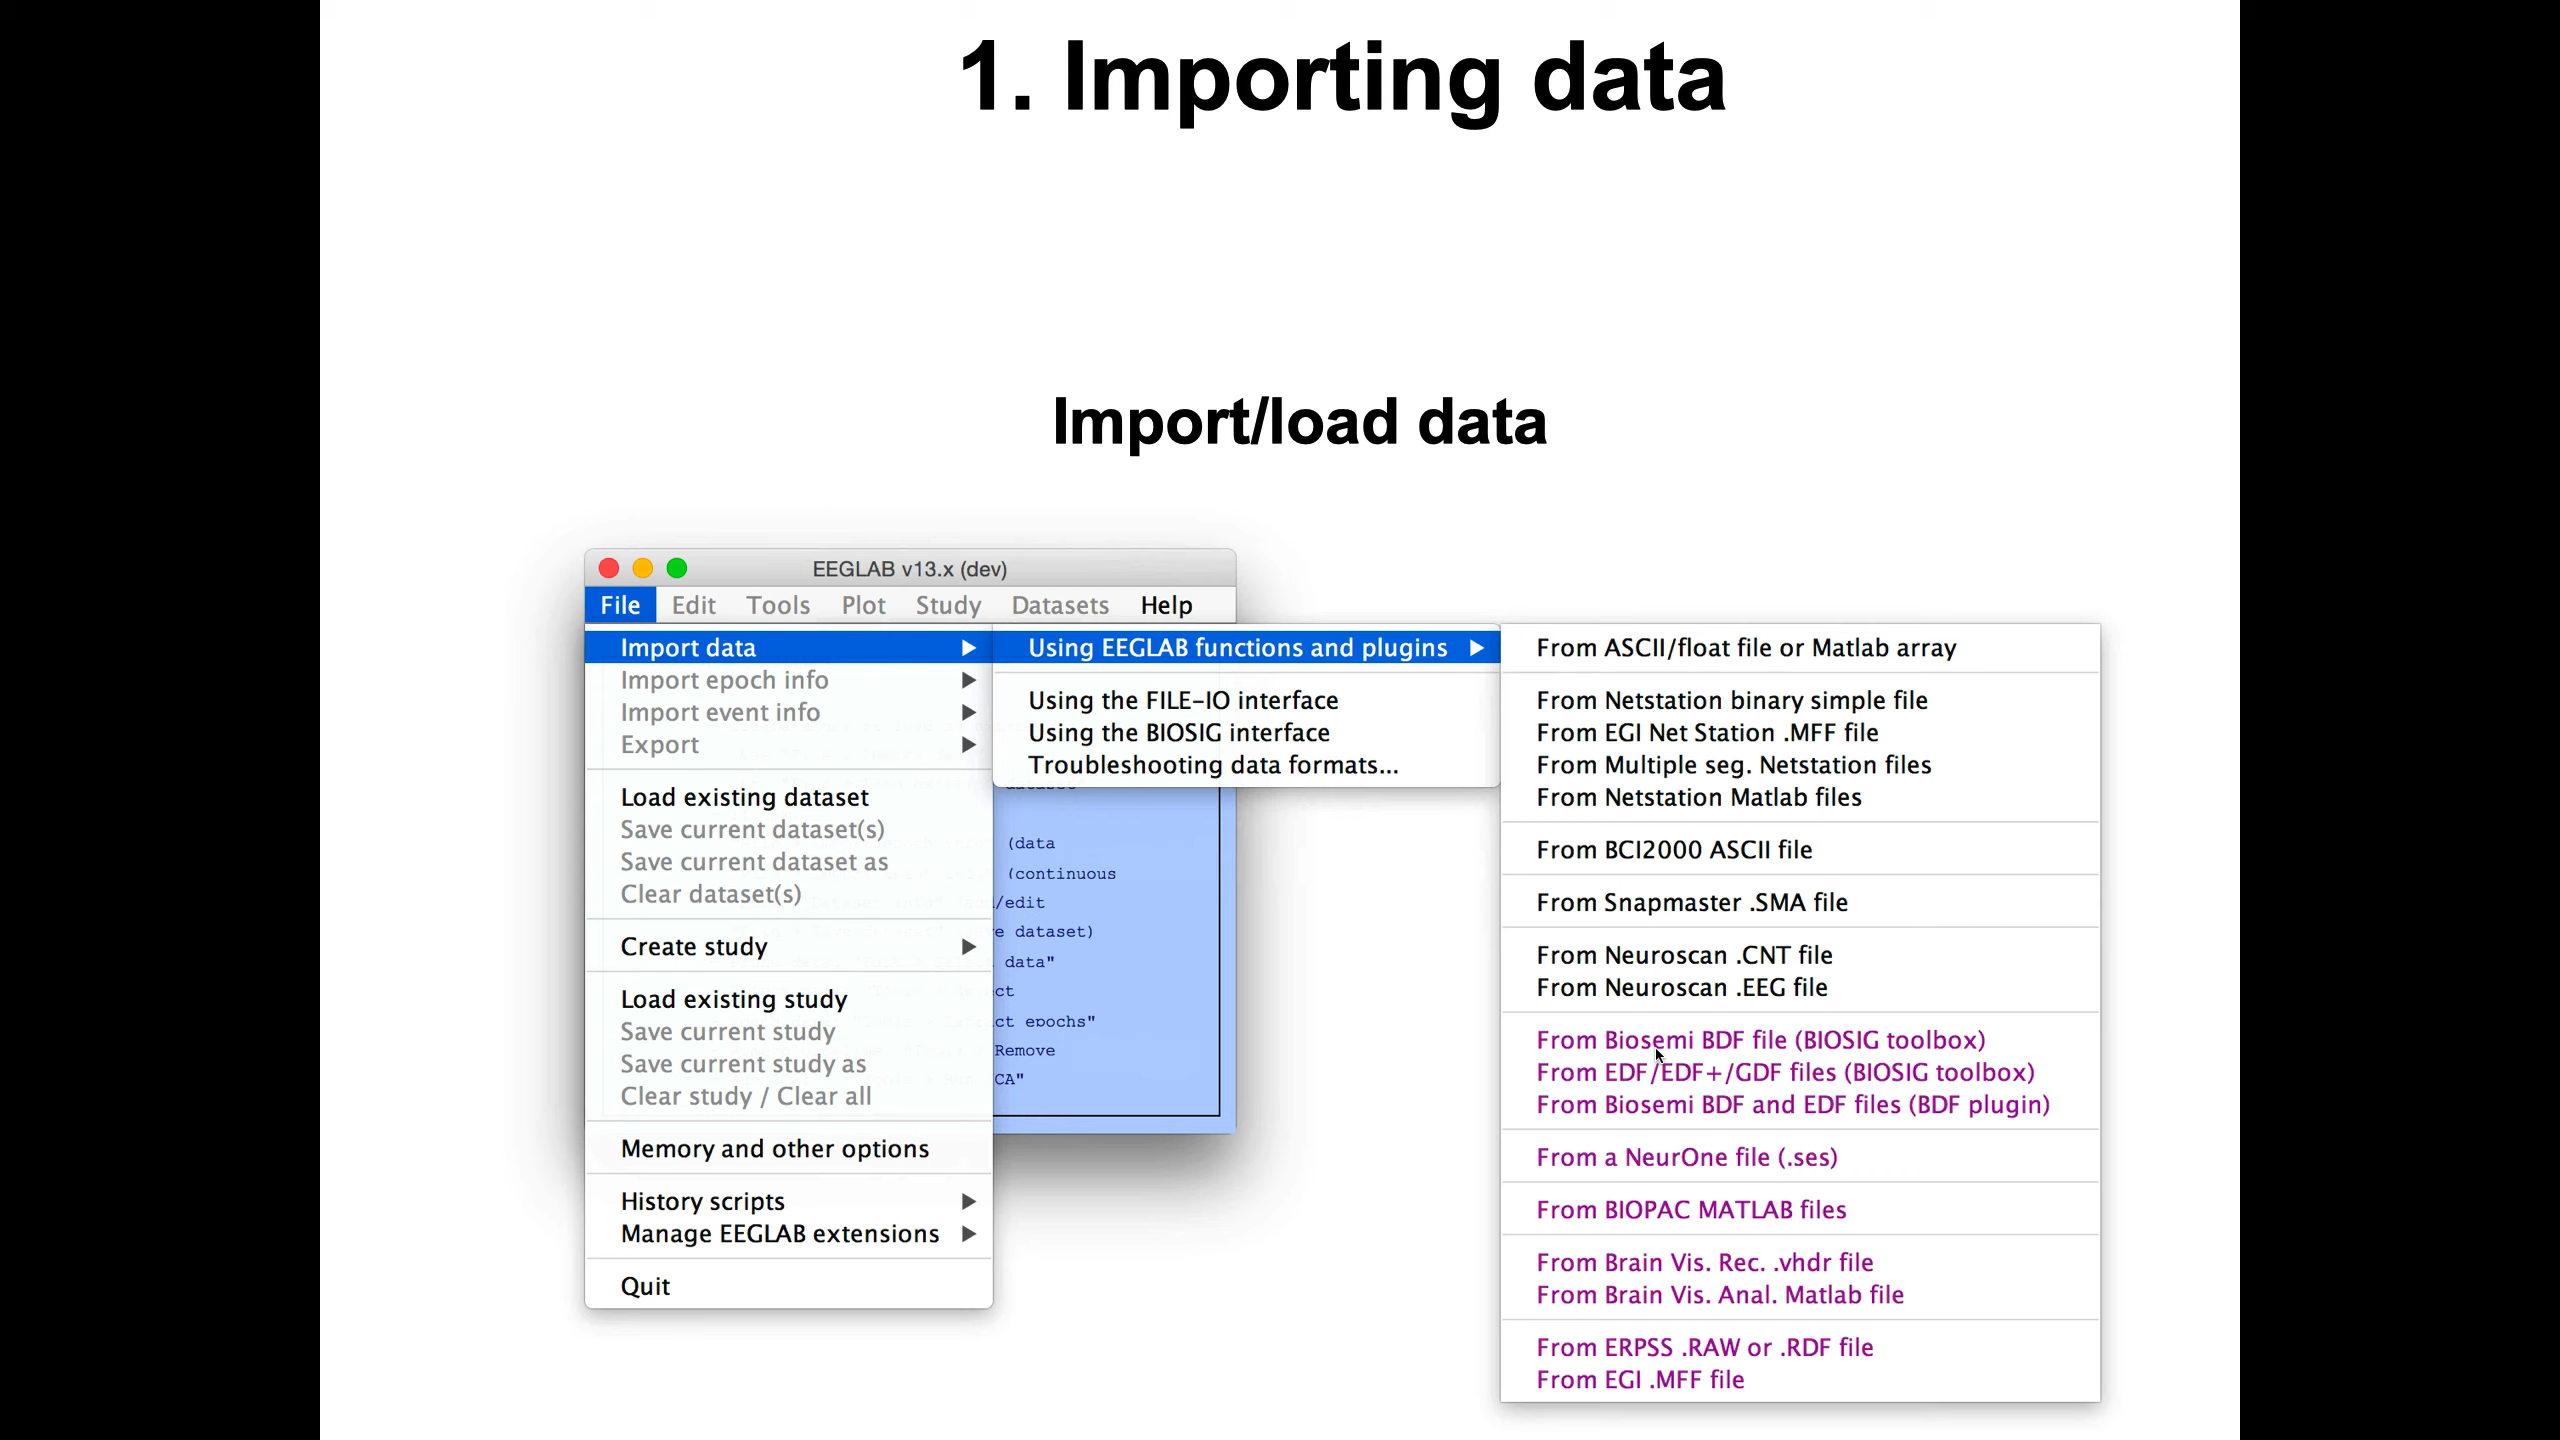 1. Importing data
Import/load data
EEGLAB v13.x (dev)
File Edit Tools Plot Study Datasets Help
Import data
Import epoch info
Import event info
Export
Load existing dataset
Save current dataset(s)
Save current dataset as
Clear dataset(s)
Create study
Load existing study
Save current study
Save current study as
Clear study / Clear all
Memory and other options
History scripts
Manage EEGLAB extensions
Quit
Using EEGLAB functions and plugins
Using the FILE-IO interface
Using the BIOSIG interface
Troubleshooting data formats...
(data
(continuous
/edit
dataset)
data"
epochs"
Remove
CA"
From ASCII/float file or Matlab array
From Netstation binary simple file
From EGI Net Station .MFF file
From Multiple seg. Netstation files
From Netstation Matlab files
From BCI2000 ASCII file
From Snapmaster .SMA file
From Neuroscan .CNT file
From Neuroscan .EEG file
From Biosemi BDF file (BIOSIG toolbox)
From EDF/EDF+/GDF files (BIOSIG toolbox)
From Biosemi BDF and EDF files (BDF plugin)
From a NeurOne file (.ses)
From BIOPAC MATLAB files
From Brain Vis. Rec. .vhdr file
From Brain Vis. Anal. Matlab file
From ERPSS .RAW or .RDF file
From EGI .MFF file